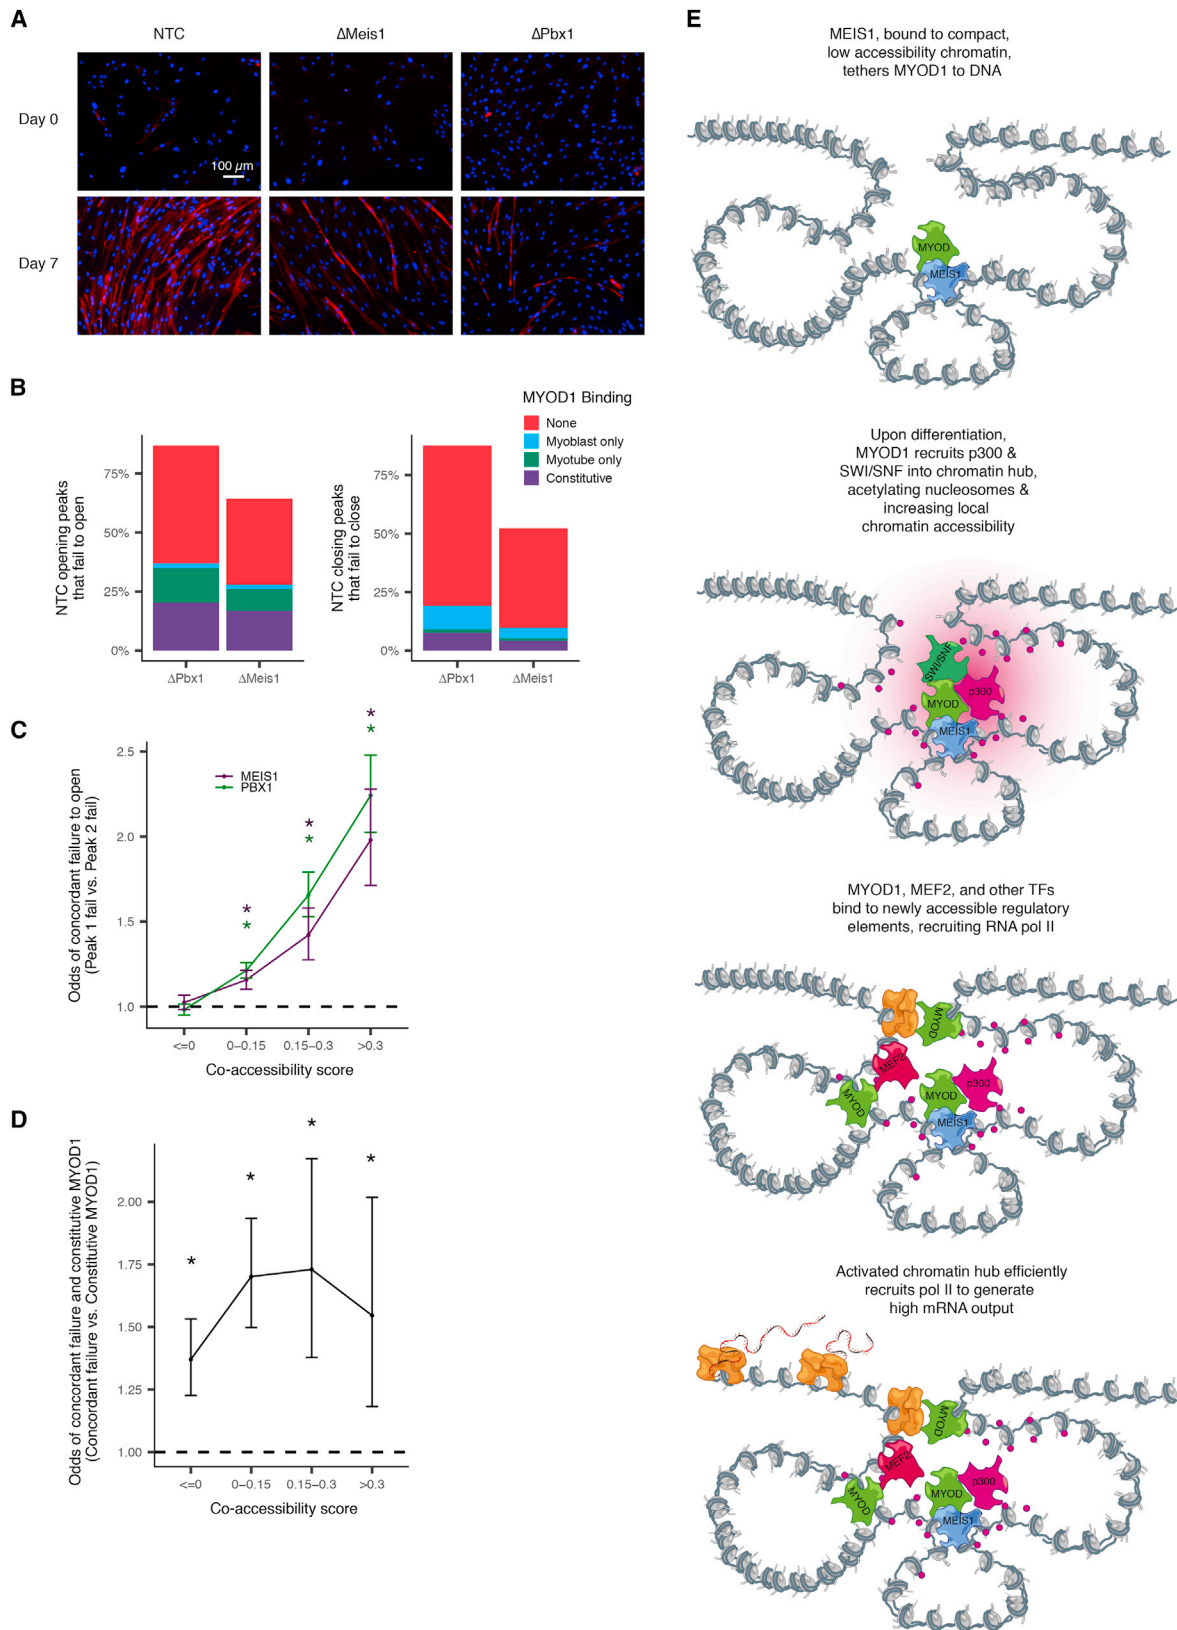 A
NTC
ΔMeis1
ΔPbx1
Day 0
100 µm
Day 7
B
MYOD1 Binding
None
Myoblast only
Myotube only
Constitutive
NTC opening peaks
that fail to open
75%
50%
25%
0%
ΔPbx1
ΔMeis1
NTC closing peaks
that fail to close
75%
50%
25%
0%
ΔPbx1
ΔMeis1
C
Odds of concordant failure to open
(Peak 1 fail vs. Peak 2 fail)
2.5
2.0
1.5
1.0
MEIS1
PBX1
* * *
* * *
<=0
0–0.15
0.15–0.3
>0.3
Co-accessibility score
D
Odds of concordant failure and constitutive MYOD1
(Concordant failure vs. Constitutive MYOD1)
2.00
1.75
1.50
1.25
1.00
* * * *
<=0
0–0.15
0.15–0.3
>0.3
Co-accessibility score
E
MEIS1, bound to compact,
low accessibility chromatin,
tethers MYOD1 to DNA
MYOD
MEIS1
Upon differentiation,
MYOD1 recruits p300 &
SWI/SNF into chromatin hub,
acetylating nucleosomes &
increasing local
chromatin accessibility
SWI/SNF
MYOD
p300
MEIS1
MYOD1, MEF2, and other TFs
bind to newly accessible regulatory
elements, recruiting RNA pol II
MYOD
MEF2
MYOD
MYOD
p300
MEIS1
Activated chromatin hub efficiently
recruits pol II to generate
high mRNA output
MYOD
MEF2
MYOD
MYOD
p300
MEIS1